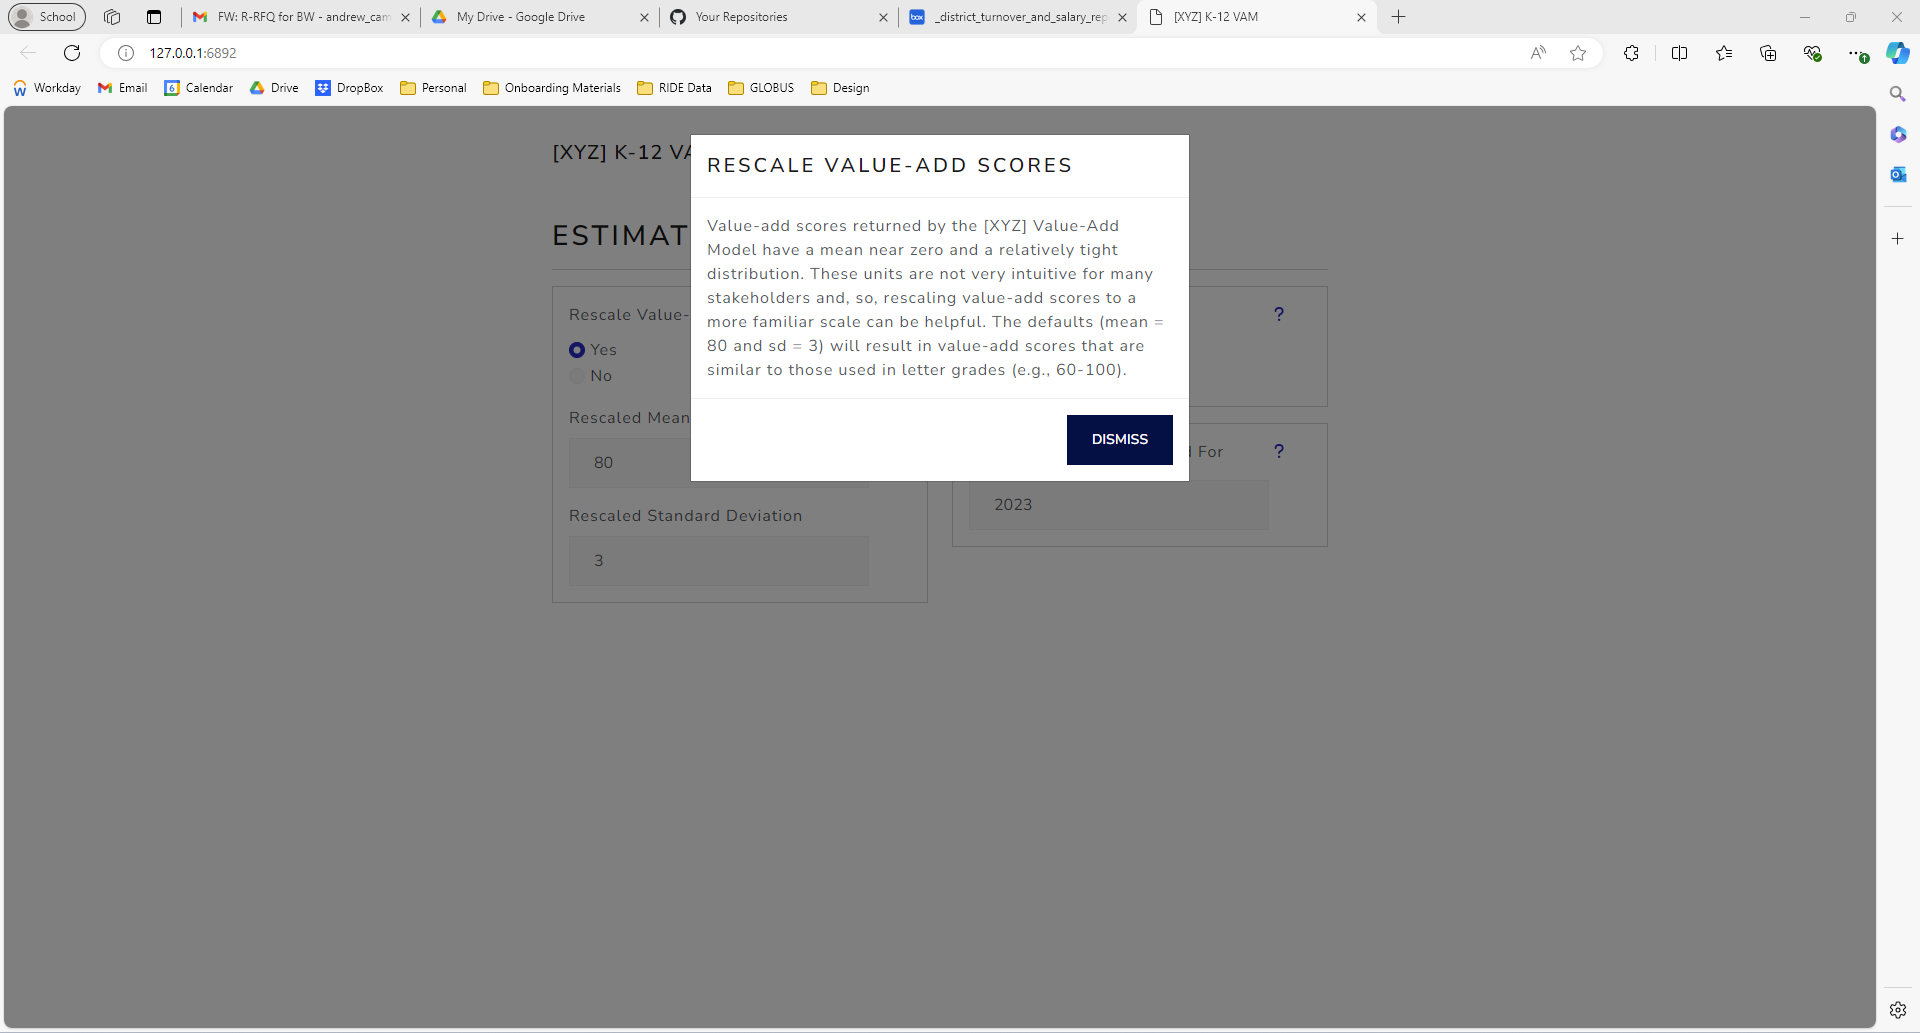 School
FW: R-RFQ for BW - andrew_cam
My Drive - Google Drive
Your Repositories
box
_district_turnover_and_salary_rep
[XYZ] K-12 VAM
127.0.0.1:6892
Workday
Email
6
Calendar
Drive
DropBox
Personal
Onboarding Materials
RIDE Data
GLOBUS
Design
[XYZ] K-12 VA
ESTIMAT
RESCALE VALUE-ADD SCORES
Value-add scores returned by the [XYZ] Value-Add
Model have a mean near zero and a relatively tight
distribution. These units are not very intuitive for many
stakeholders and, so, rescaling value-add scores to a
more familiar scale can be helpful. The defaults (mean =
80 and sd = 3) will result in value-add scores that are
similar to those used in letter grades (e.g., 60-100).
DISMISS
Rescale Value-
Yes
No
Rescaled Mean
80
Rescaled Standard Deviation
3
?
For
?
2023